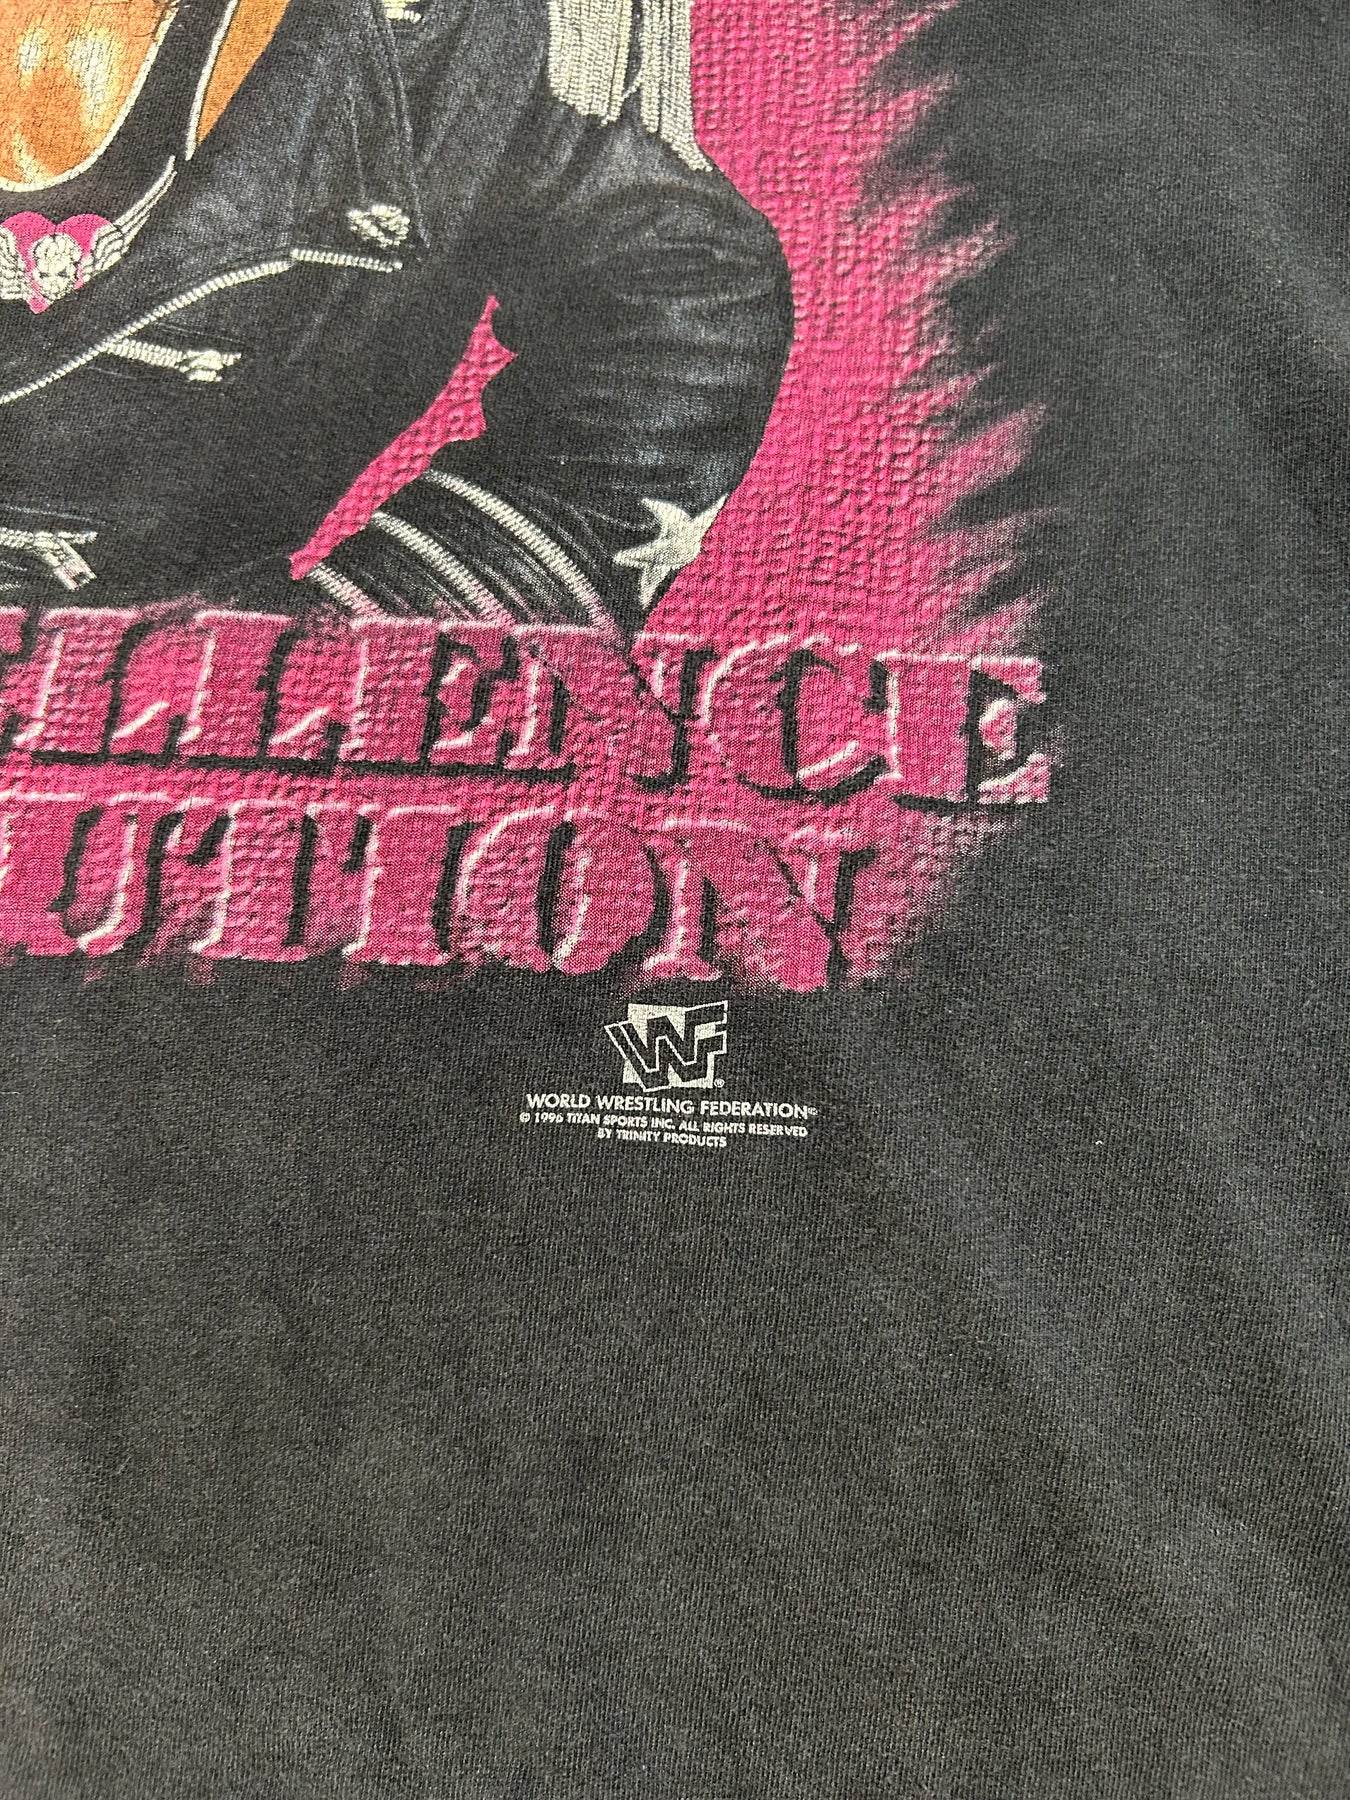 ELLENCE
UTION
WF
WORLD WRESTLING FEDERATION®
© 1996 TITAN SPORTS INC. ALL RIGHTS RESERVED
BY TRINITY PRODUCTS